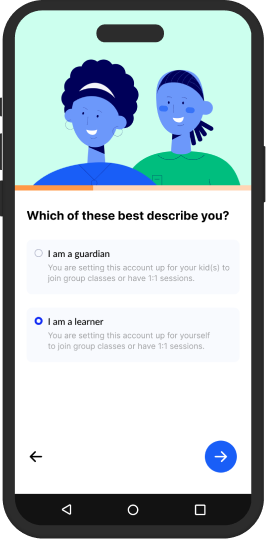 Which of these best describe you?
I am a guardian
You are setting this account up for your kid(s) to
join group classes or have 1:1 sessions.
I am a learner
You are setting this account up for yourself
to join group classes or have 1:1 sessions.